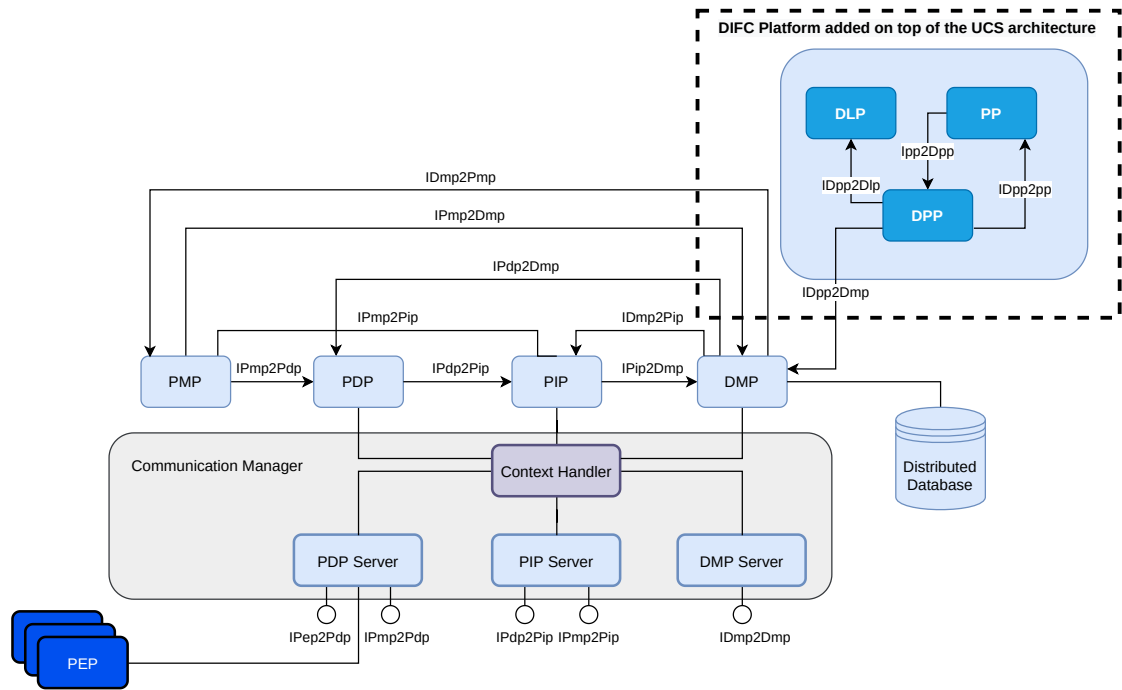 DIFC Platform added on top of the UCS architecture
DLP
PP
Ipp2Dpp
IDpp2Dlp
IDpp2pp
DPP
IDmp2Pmp
IPmp2Dmp
IPdp2Dmp
IDpp2Dmp
IPmp2Pip
IDmp2Pip
PMP
IPmp2Pdp
PDP
IPdp2Pip
PIP
IPip2Dmp
DMP
Communication Manager
Context Handler
Distributed
Database
PDP Server
PIP Server
DMP Server
IPep2Pdp
IPmp2Pdp
IPdp2Pip
IPmp2Pip
IDmp2Dmp
PEP